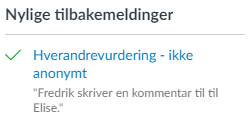 Nylige tilbakemeldinger
Hverandrevurdering - ikke
anonymt
"Fredrik skriver en kommentar til til
Elise."